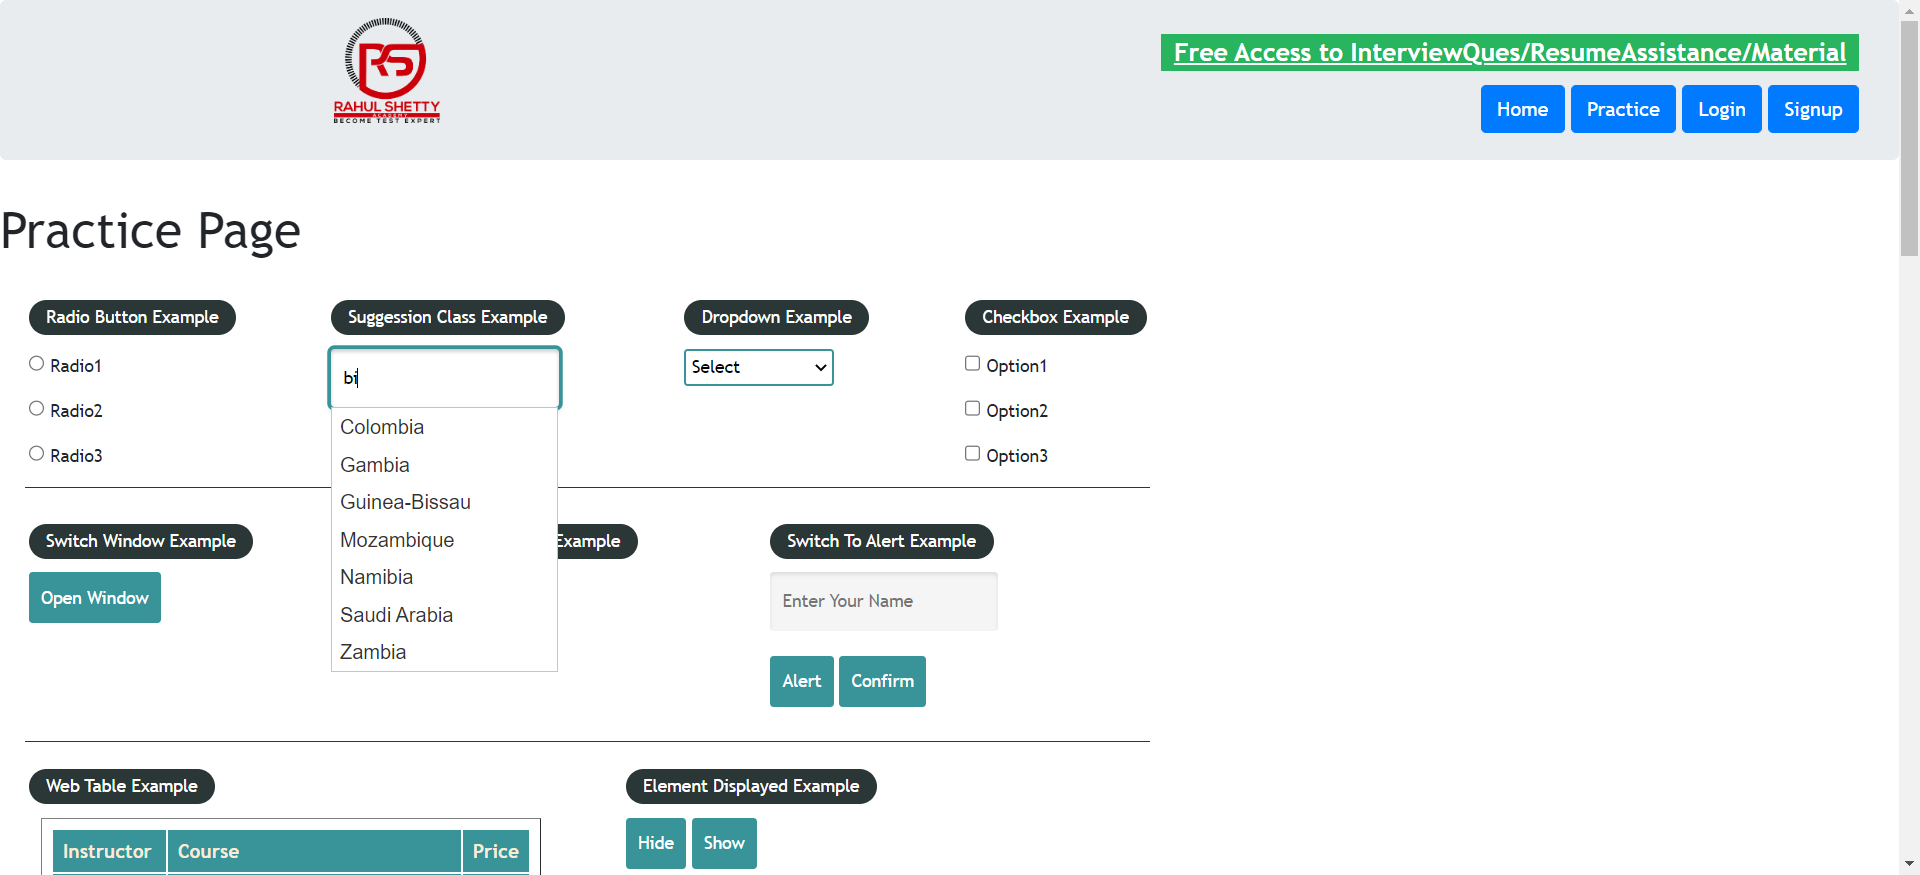 RAHUL SHETTY
ACADEMY
BECOME TEST EXPERT
Free Access to InterviewQues/ResumeAssistance/Material
Home Practice Login Signup
Practice Page
Radio Button Example
Radio1
Radio2
Radio3
Suggession Class Example
bi
Colombia
Gambia
Guinea-Bissau
Mozambique
Namibia
Saudi Arabia
Zambia
Dropdown Example
Select
Checkbox Example
Option1
Option2
Option3
Switch Window Example
Open Window
Example
Switch To Alert Example
Enter Your Name
Alert Confirm
Web Table Example
Instructor Course Price
Element Displayed Example
Hide Show